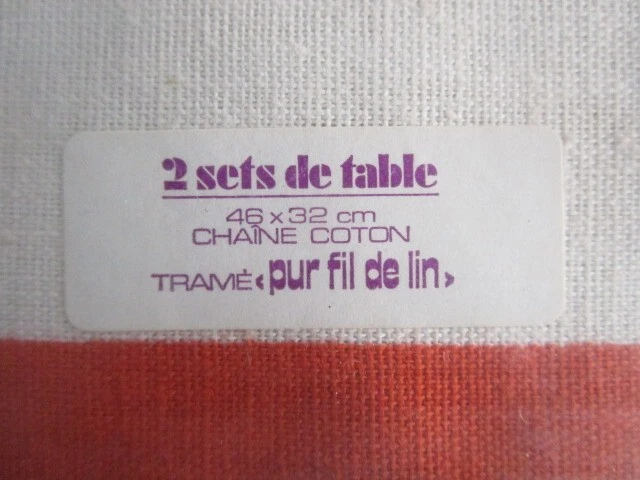 2 sets de table
46 x 32 cm
CHAÎNE COTON
TRAMÉ ‹ pur fil de lin ›